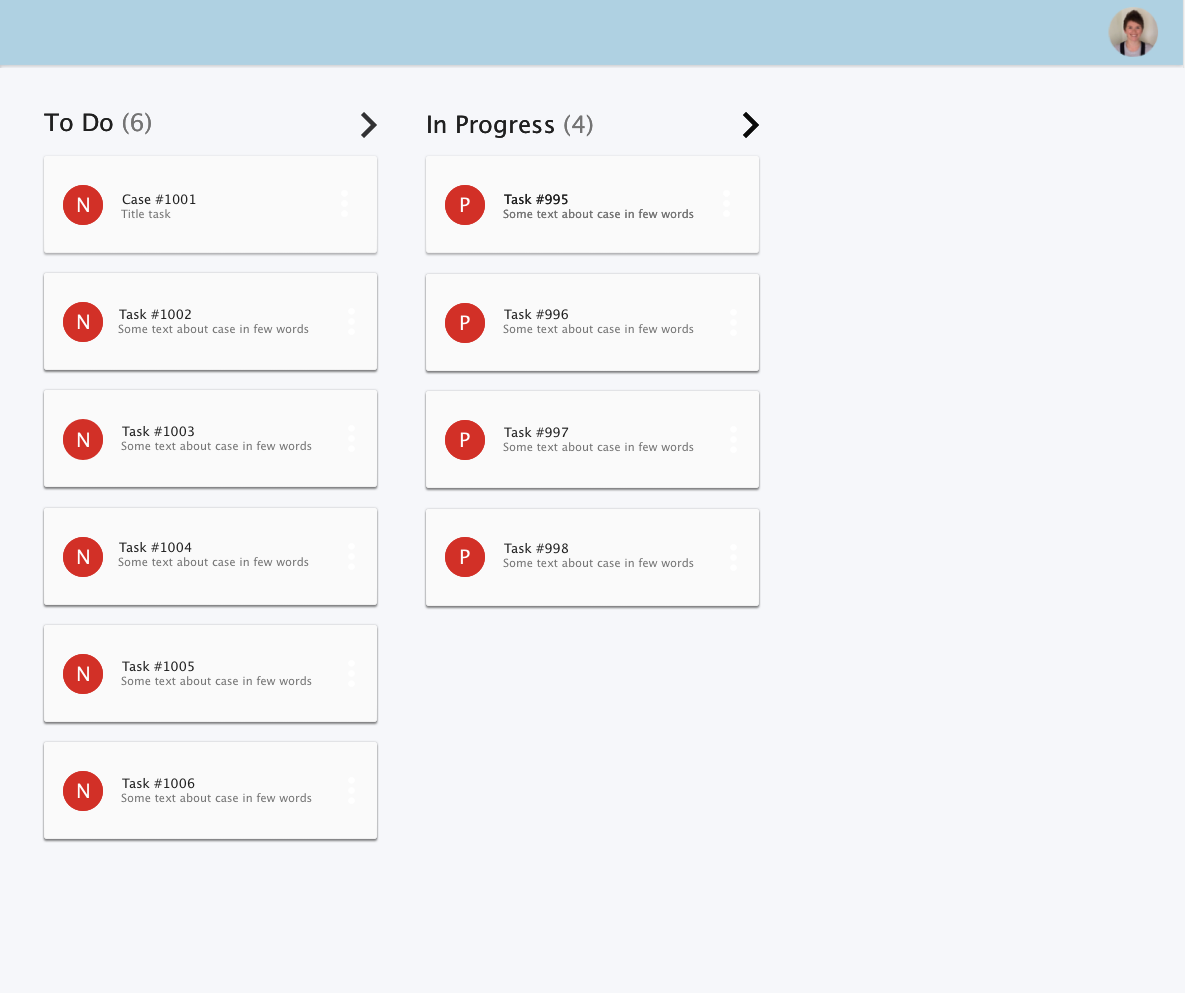 To Do (6)
N
Case #1001
Title task
N
Task #1002
Some text about case in few words
N
Task #1003
Some text about case in few words
N
Task #1004
Some text about case in few words
N
Task #1005
Some text about case in few words
N
Task #1006
Some text about case in few words
In Progress (4)
P
Task #995
Some text about case in few words
P
Task #996
Some text about case in few words
P
Task #997
Some text about case in few words
P
Task #998
Some text about case in few words